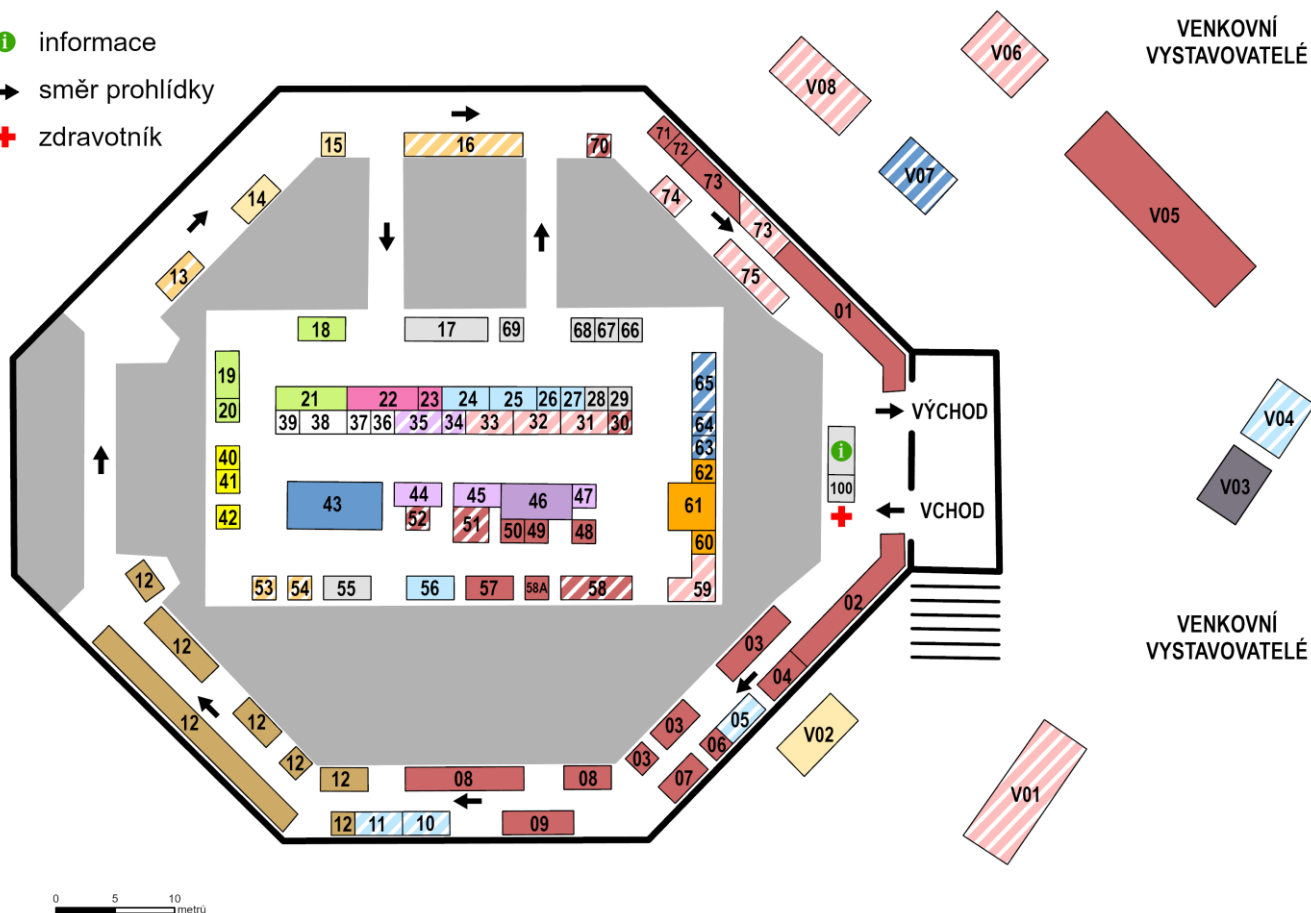 i informace
směr prohlídky
zdravotník
VENKOVNÍ
VYSTAVOVATELÉ
V06
V08
V07
V05
15
16
70
71
72
73
14
74
73
13
75
01
18
17
69
68 67 66
19
20
21 22 23 24 25 26 27 28 29
39 38 37 36 35 34 33 32 31 30
65
64
63
62
61
60
59
VÝCHOD
i
100
VCHOD
V04
V03
40
41
42
43
44
45
46
47
52
51
50 49
48
53
54
55
56
57
58A
58
12
12
12
12
12
12
12
02
03
04
05
03
06
03
07
08
08
11
10
09
V02
VENKOVNÍ
VYSTAVOVATELÉ
V01
0 5 10
metrů